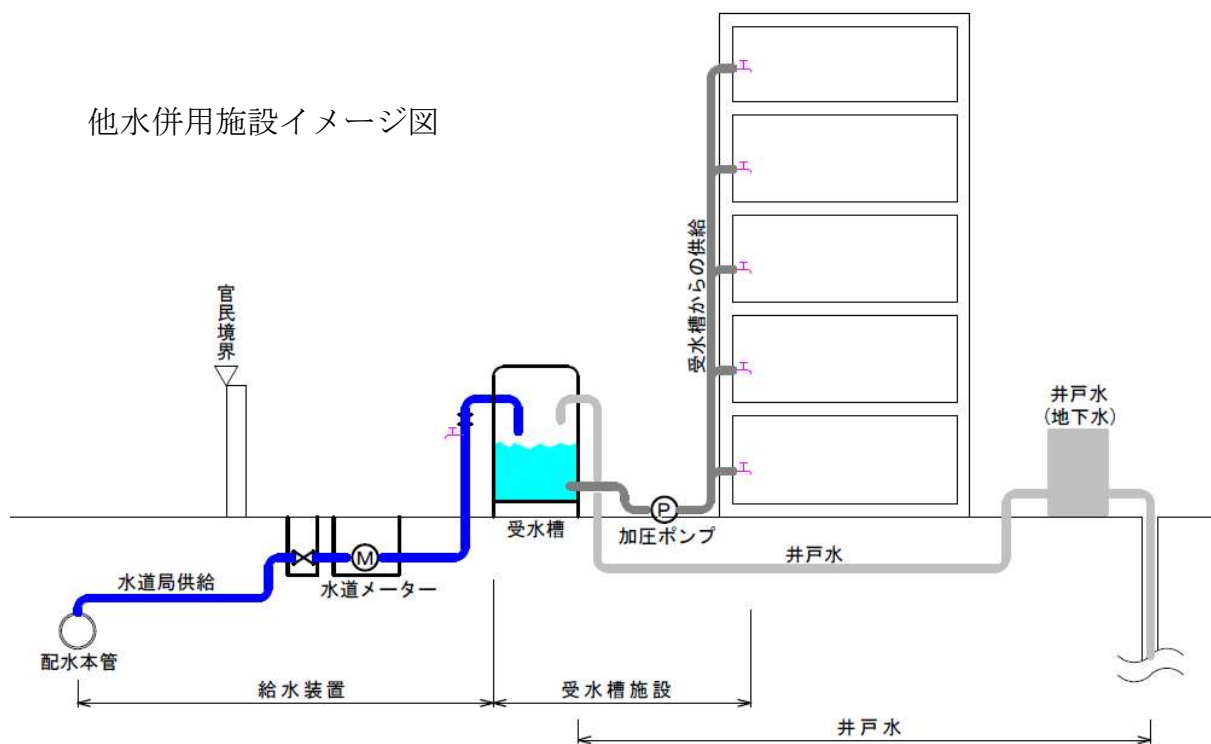 他水併用施設イメージ図
官民境界
受水槽からの供給
井戸水
(地下水)
受水槽
P
加圧ポンプ
M
水道局供給
水道メーター
井戸水
配水本管
給水装置
受水槽施設
井戸水